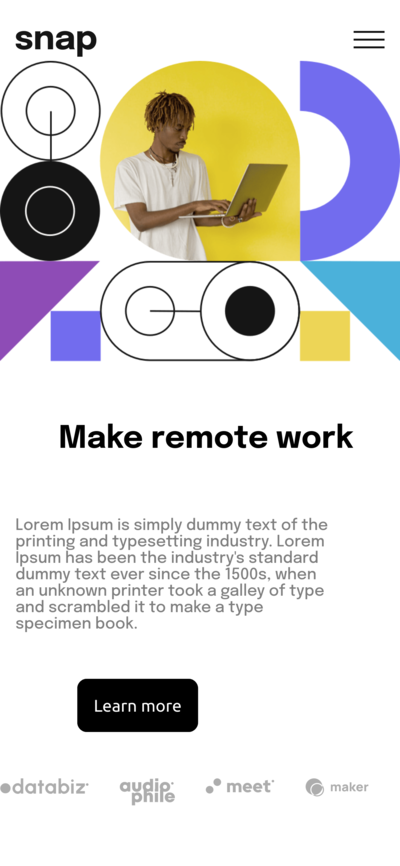 snap
Make remote work
Lorem Ipsum is simply dummy text of the
printing and typesetting industry. Lorem
Ipsum has been the industry's standard
dummy text ever since the 1500s, when
an unknown printer took a galley of type
and scrambled it to make a type
specimen book.
Learn more
databiz
audio
phile
meet
maker